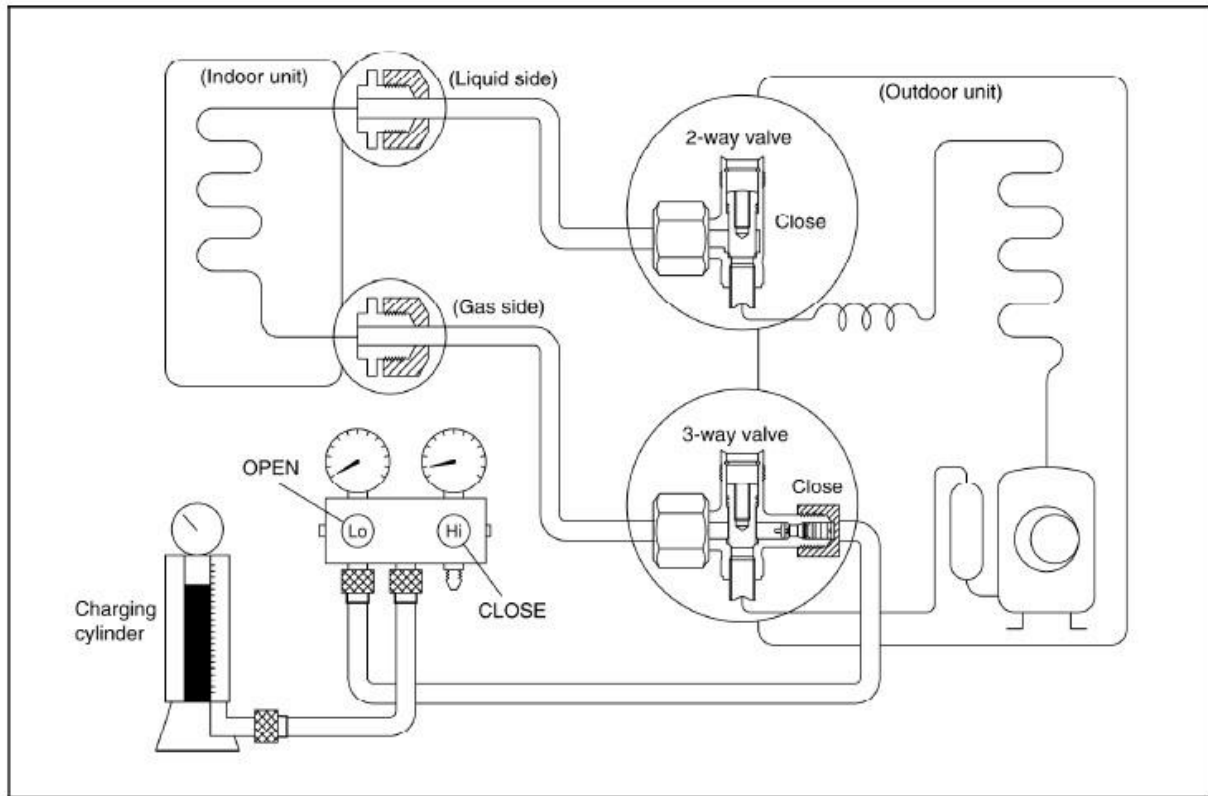 (Indoor unit)
(Liquid side)
(Outdoor unit)
2-way valve
Close
(Gas side)
3-way valve
Close
OPEN
Lo
Hi
CLOSE
Charging
cylinder